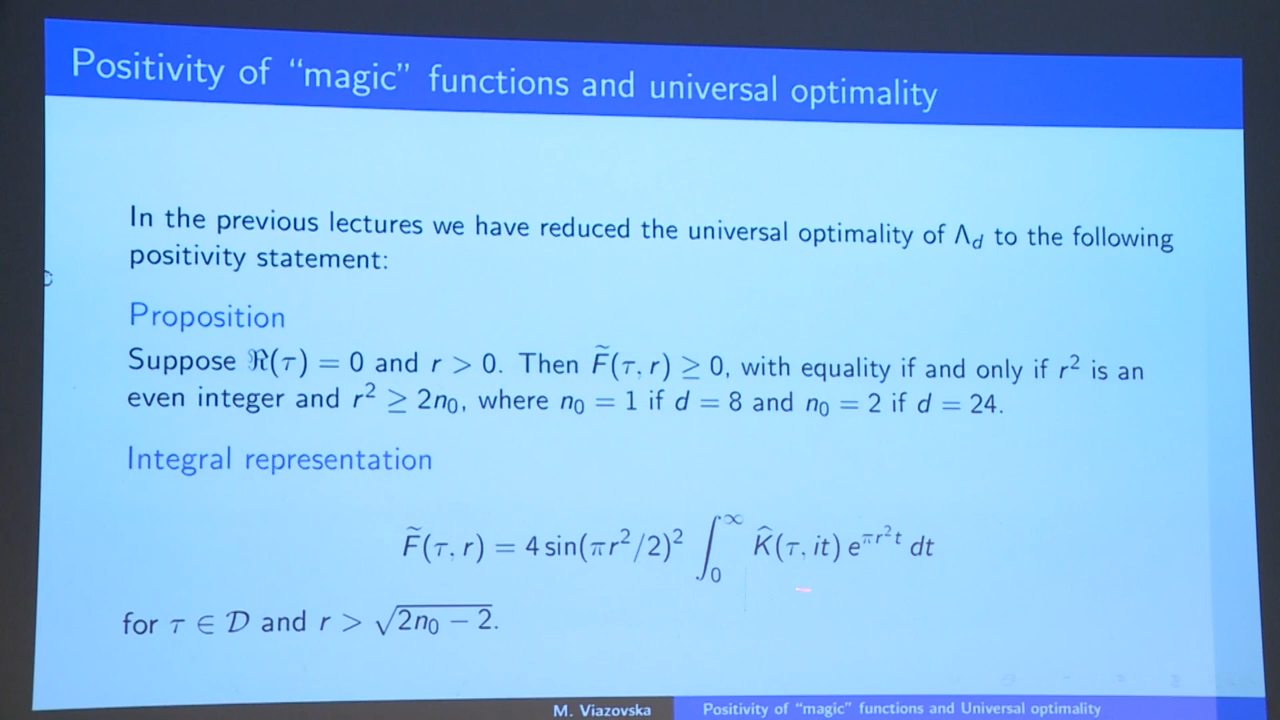 Positivity of “magic” functions and universal optimality
In the previous lectures we have reduced the universal optimality of Λ_d to the following
positivity statement:
Proposition
Suppose ℜ(τ) = 0 and r > 0. Then F̃(τ, r) ≥ 0, with equality if and only if r² is an
even integer and r² ≥ 2n₀, where n₀ = 1 if d = 8 and n₀ = 2 if d = 24.
Integral representation
F̃(τ, r) = 4 sin(πr²/2)² ∫₀^∞ K̂(τ, it) e^{πr²t} dt
for τ ∈ 𝒟 and r > √(2n₀ − 2).
M. Viazovska
Positivity of “magic” functions and Universal optimality